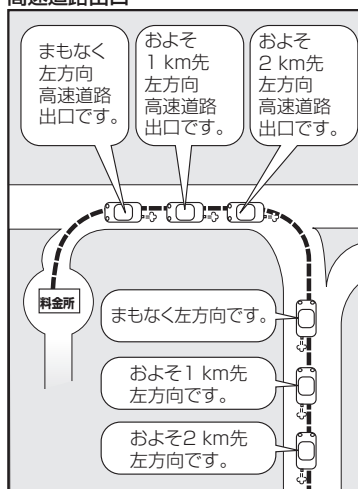 高速道路出口
まもなく
左方向
高速道路
出口です。
およそ
1 km先
左方向
高速道路
出口です。
およそ
2 km先
左方向
高速道路
出口です。
料金所
まもなく左方向です。
およそ1 km先
左方向です。
およそ2 km先
左方向です。